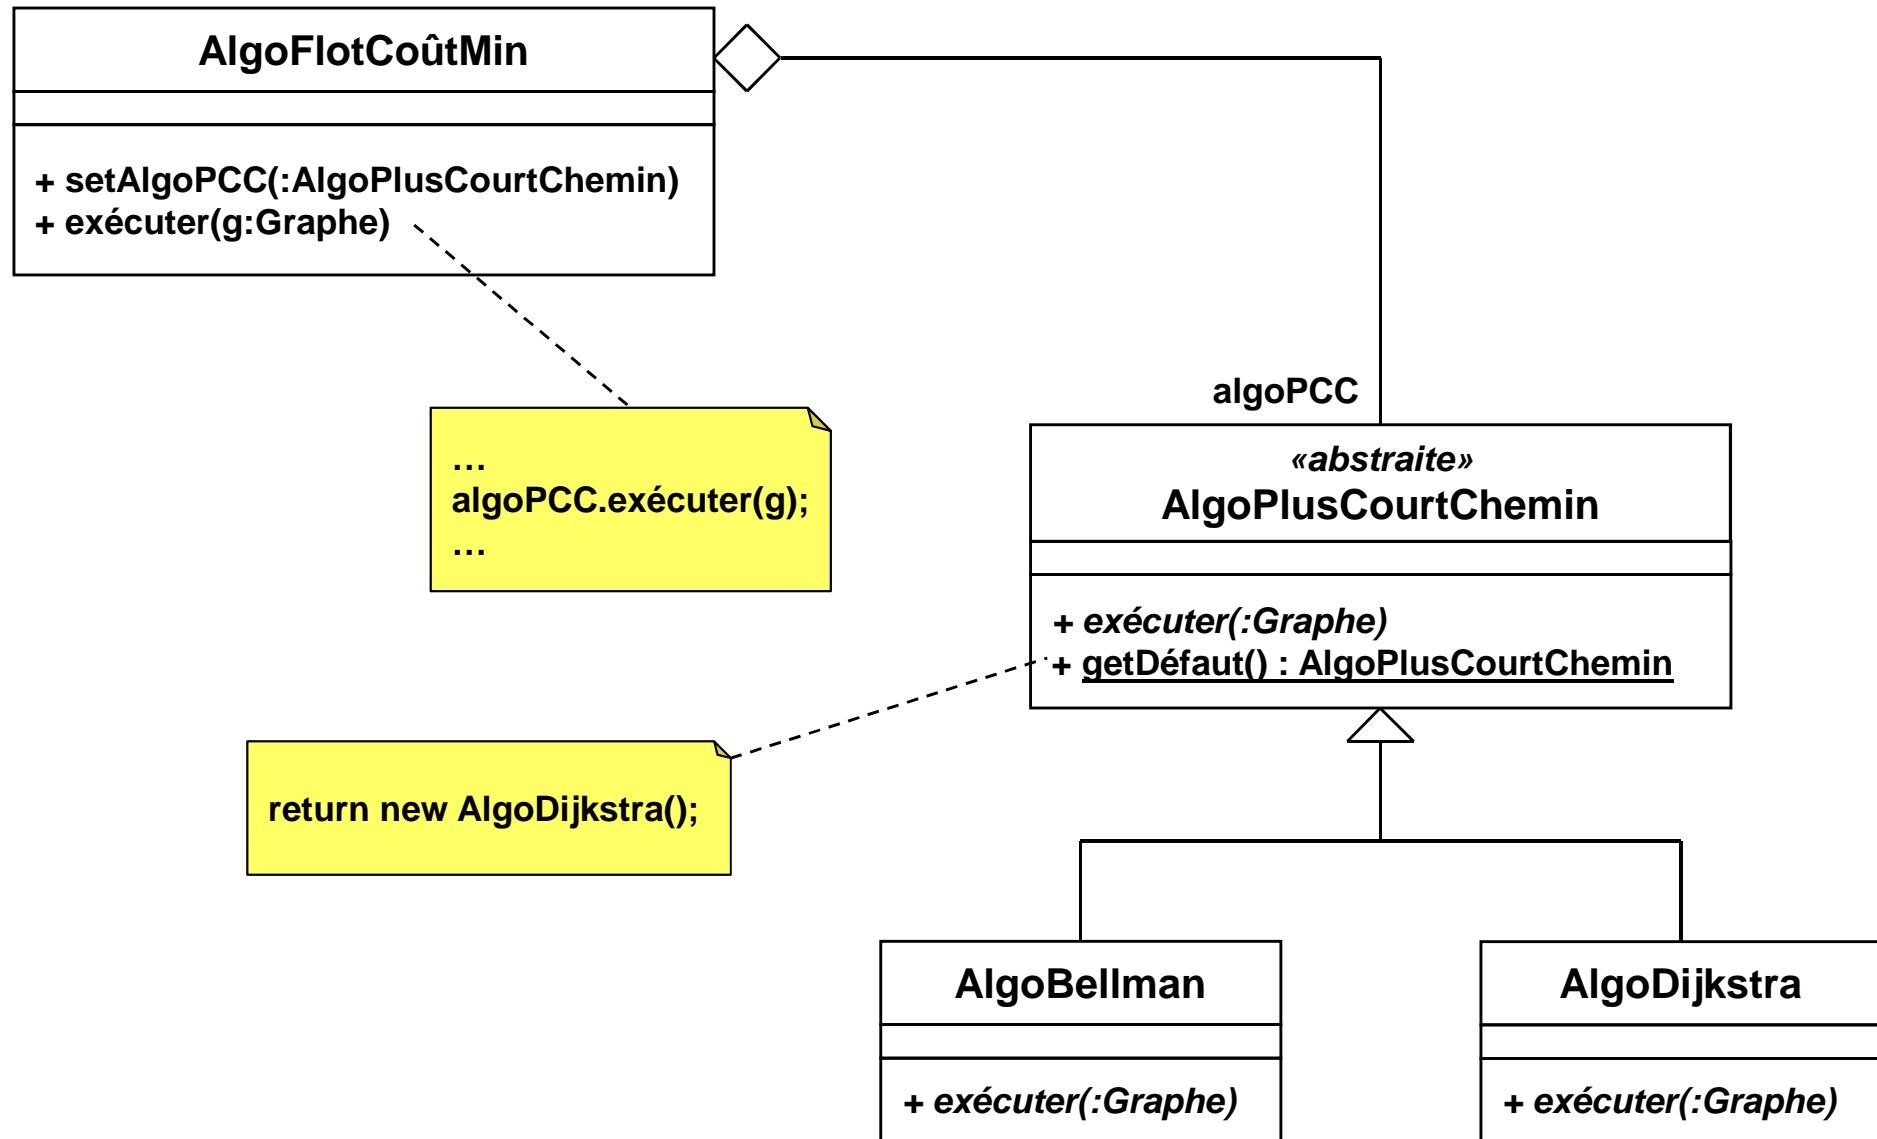 AlgoFlotCoûtMin
+ setAlgoPCC(:AlgoPlusCourtChemin)
+ exécuter(g:Graphe)
algoPCC
…
algoPCC.exécuter(g);
…
«abstraite»
AlgoPlusCourtChemin
+ exécuter(:Graphe)
+ getDéfaut() : AlgoPlusCourtChemin
return new AlgoDijkstra();
AlgoBellman
+ exécuter(:Graphe)
AlgoDijkstra
+ exécuter(:Graphe)